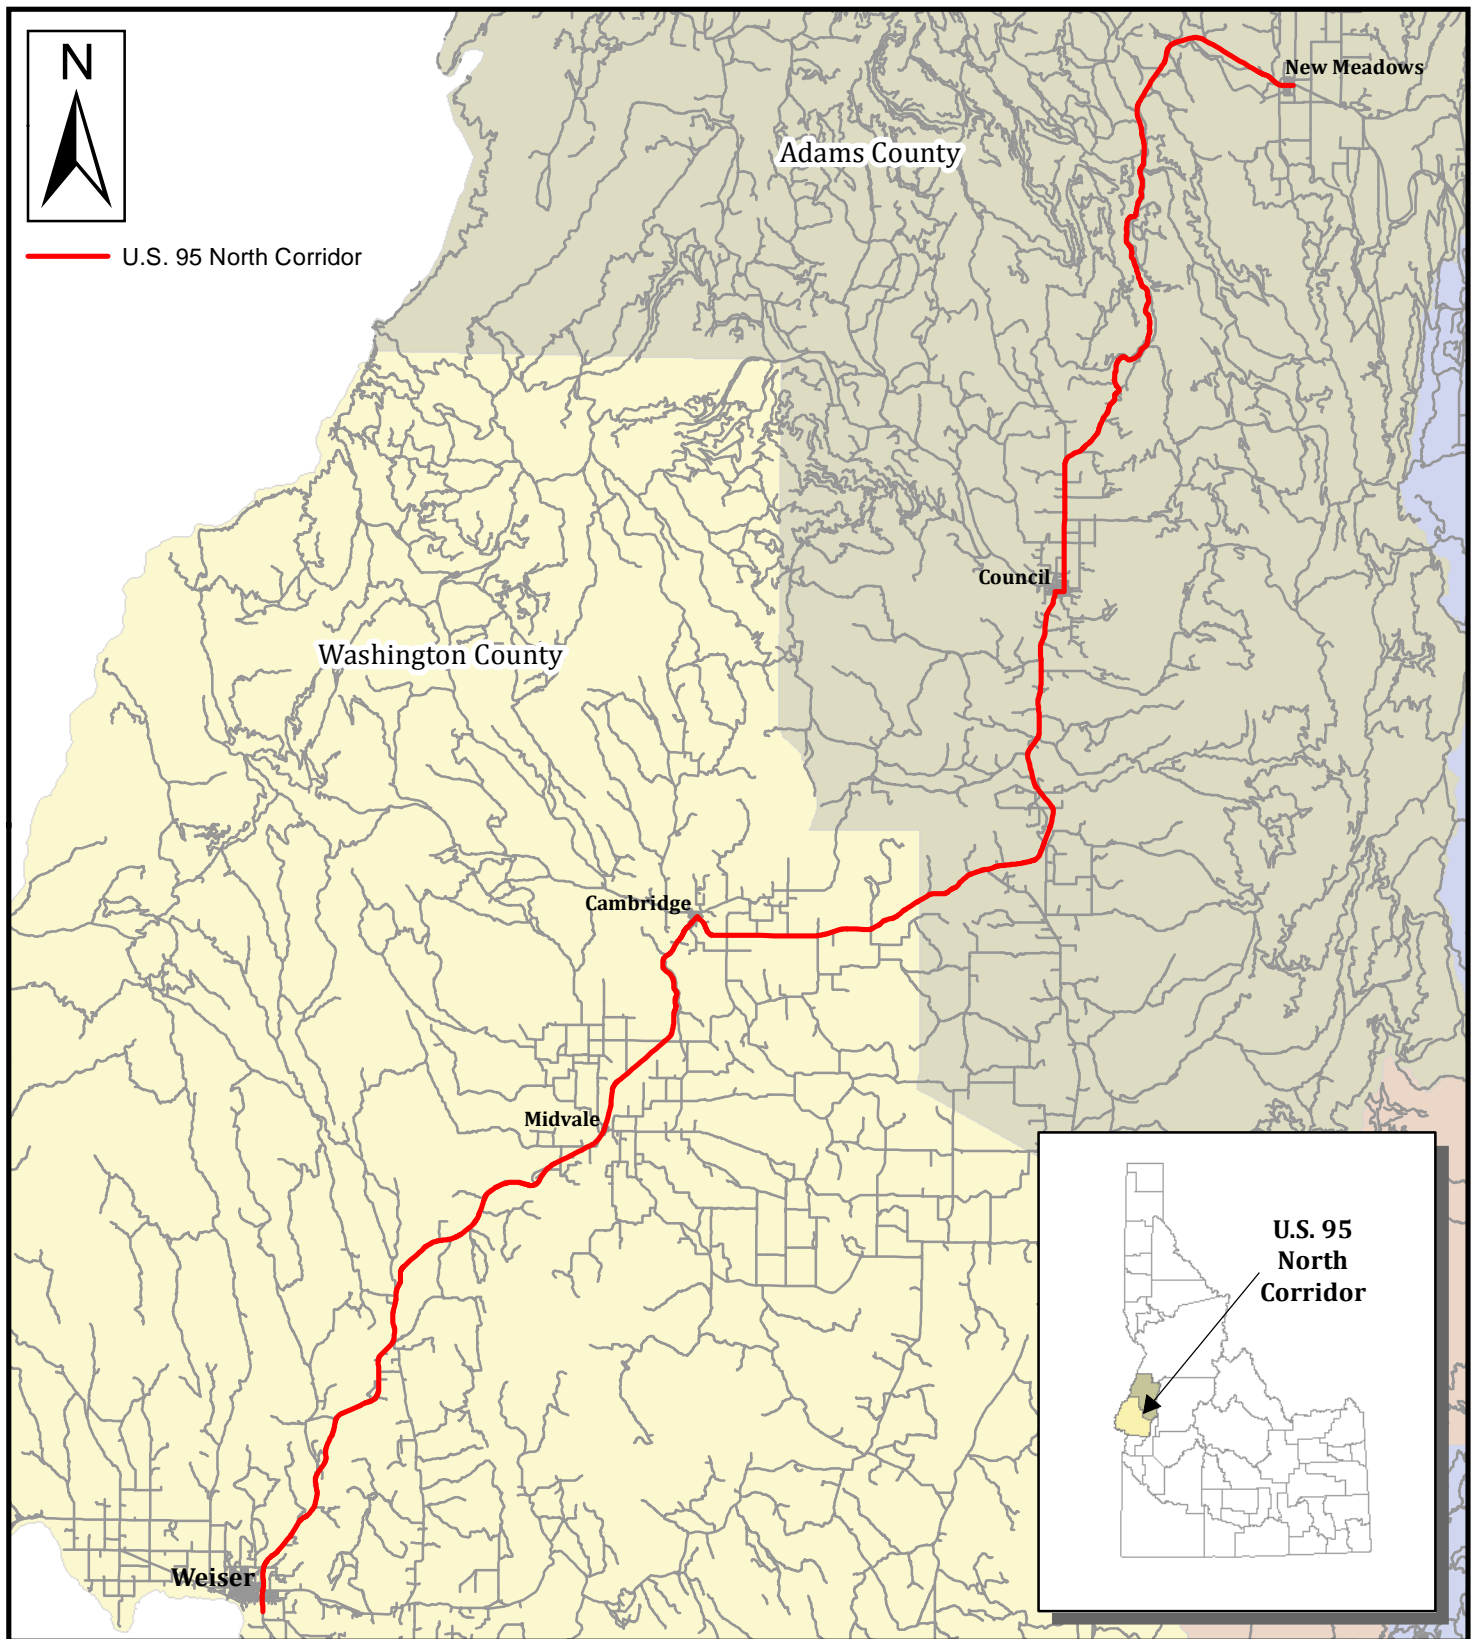 N
U.S. 95 North Corridor
New Meadows
Adams County
Council
Washington County
Cambridge
Midvale
Weiser
U.S. 95
North
Corridor